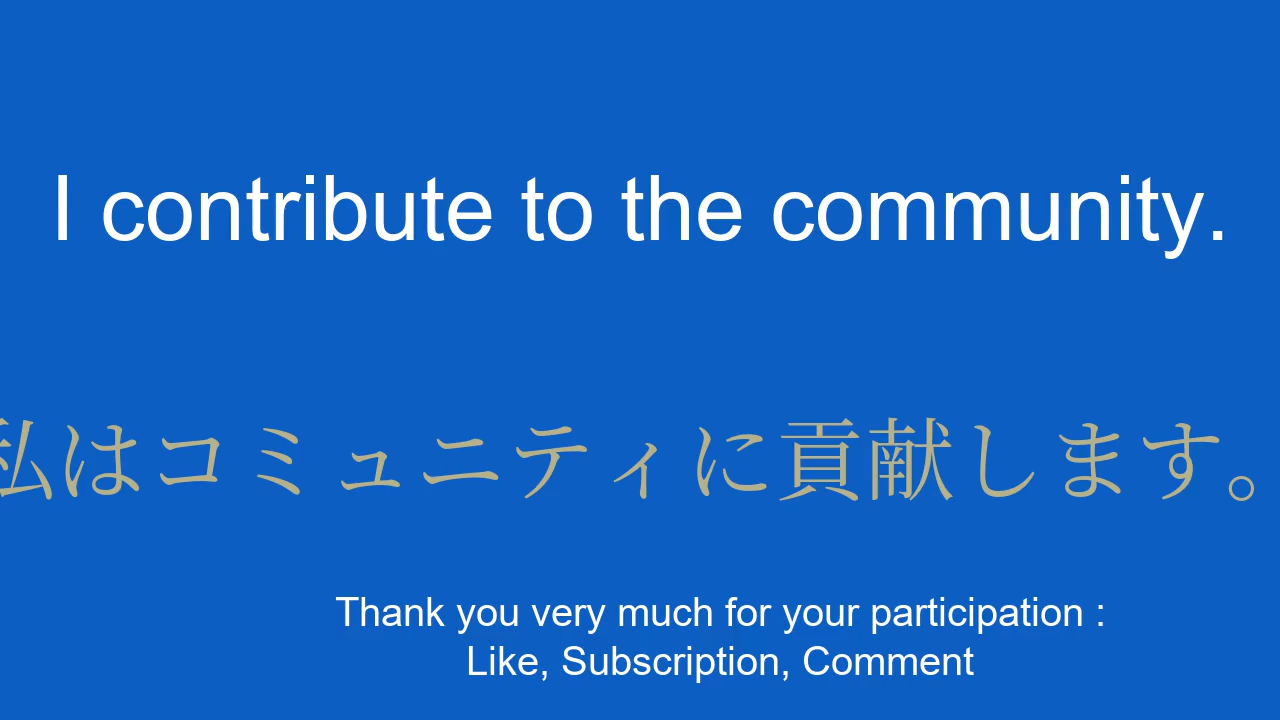 I contribute to the community.
私はコミュニティに貢献します。
Thank you very much for your participation :
Like, Subscription, Comment